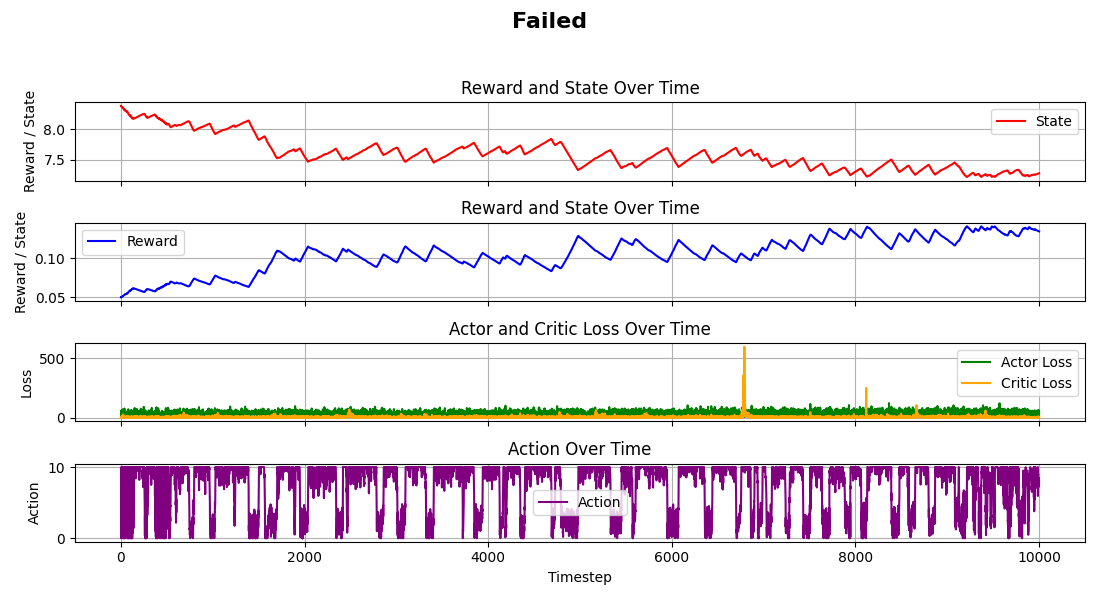 Failed
Reward and State Over Time
Reward / State
8.0
7.5
State
Reward and State Over Time
Reward / State
0.10
0.05
Reward
Actor and Critic Loss Over Time
Loss
500
0
Actor Loss
Critic Loss
Action Over Time
Action
10
0
Action
0 2000 4000 6000 8000 10000
Timestep